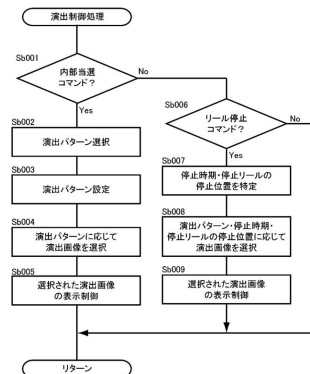 演出制御処理
Sb001
内部当選
コマンド?
No
Yes
Sb002
演出パターン選択
Sb003
演出パターン設定
Sb004
演出パターンに応じて
演出画像を選択
Sb005
選択された演出画像
の表示制御
リターン
Sb006
リール停止
コマンド?
No
Yes
Sb007
停止時期・停止リールの
停止位置を特定
Sb008
演出パターン・停止時期・
停止リールの停止位置に応じて
演出画像を選択
Sb009
選択された演出画像
の表示制御